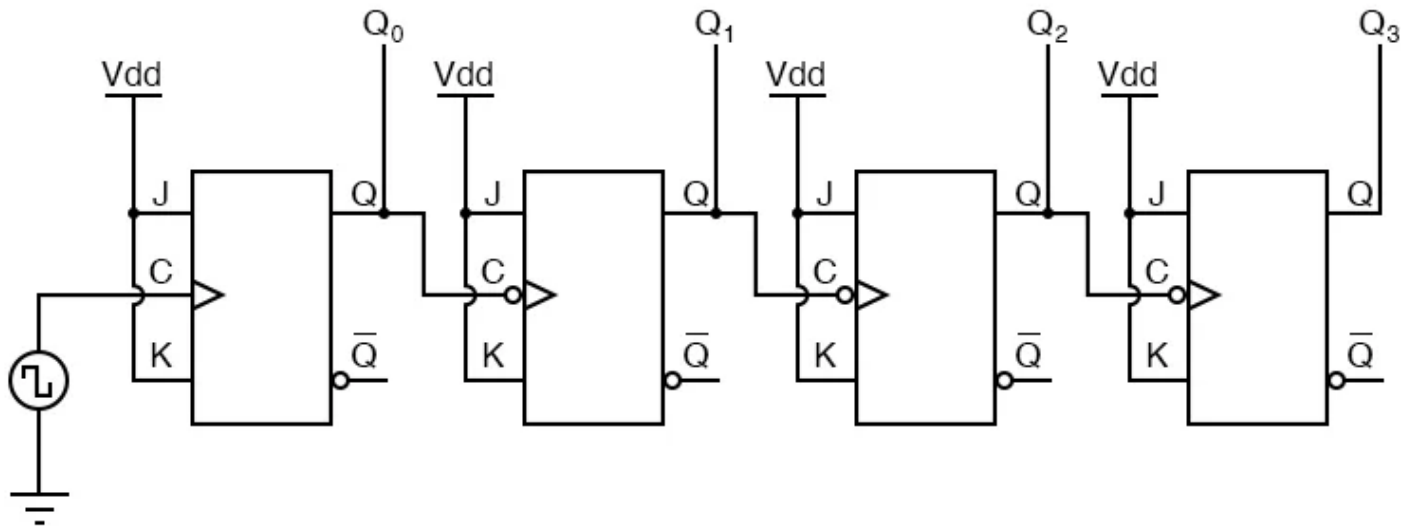 Q0 Q1 Q2 Q3
Vdd Vdd Vdd Vdd
J Q J Q J Q J Q
C C C C
K Q̅ K Q̅ K Q̅ K Q̅